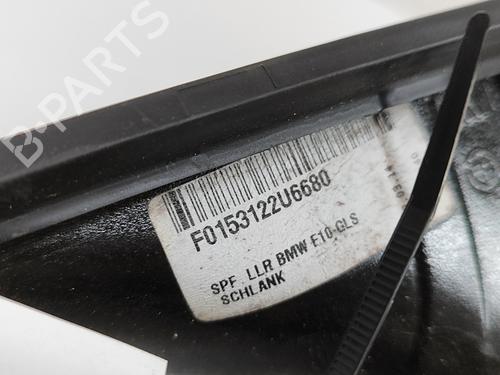 B-PARTS
F0153122U6680
SPF. LLR BMW F10-GLS
SCHLANK